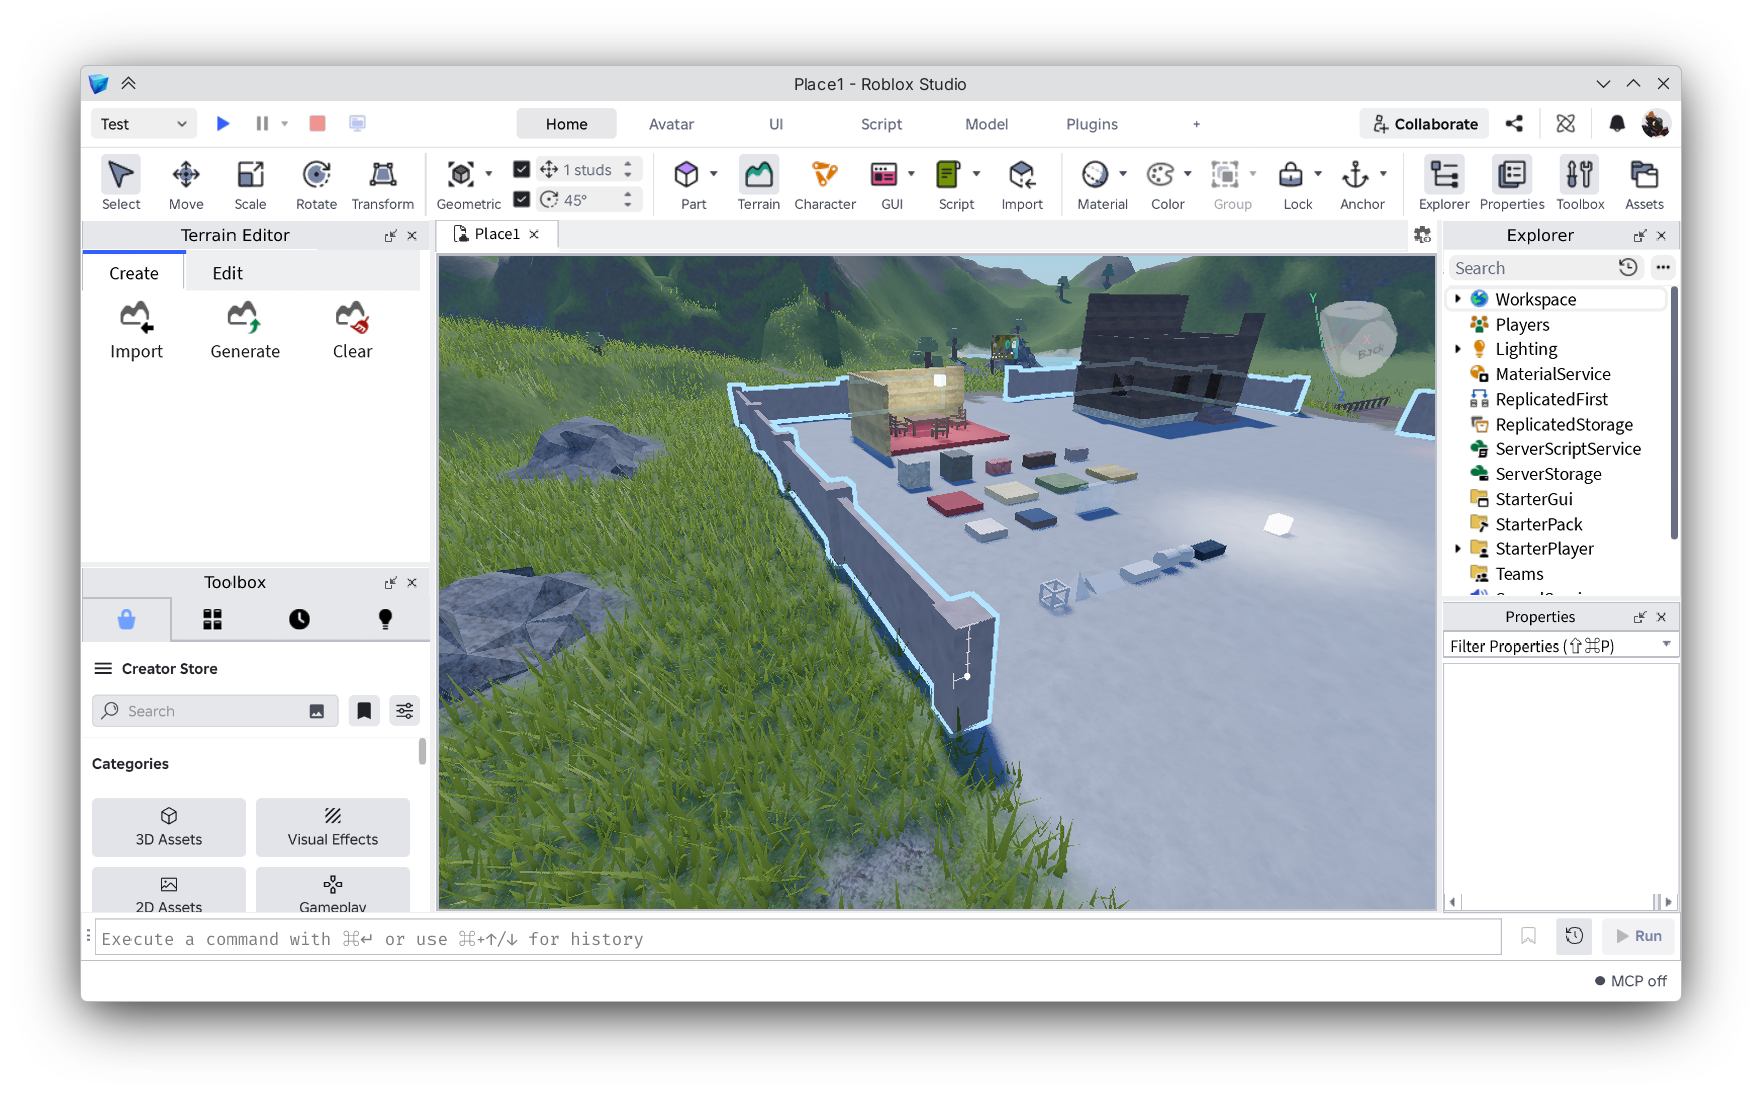 Place1 - Roblox Studio
Test
Home
Avatar
UI
Script
Model
Plugins
+
Collaborate
Select
Move
Scale
Rotate
Transform
Geometric
1 studs
45°
Part
Terrain
Character
GUI
Script
Import
Material
Color
Group
Lock
Anchor
Explorer
Properties
Toolbox
Assets
Terrain Editor
Create
Edit
Import
Generate
Clear
Toolbox
Creator Store
Search
Categories
3D Assets
Visual Effects
2D Assets
Gameplay
Place1
Y
X
Z
Back
Explorer
Search
Workspace
Players
Lighting
MaterialService
ReplicatedFirst
ReplicatedStorage
ServerScriptService
ServerStorage
StarterGui
StarterPack
StarterPlayer
Teams
Properties
Filter Properties (⇧⌘P)
Execute a command with ⌘↵ or use ⌘+↑/↓ for history
Run
MCP off